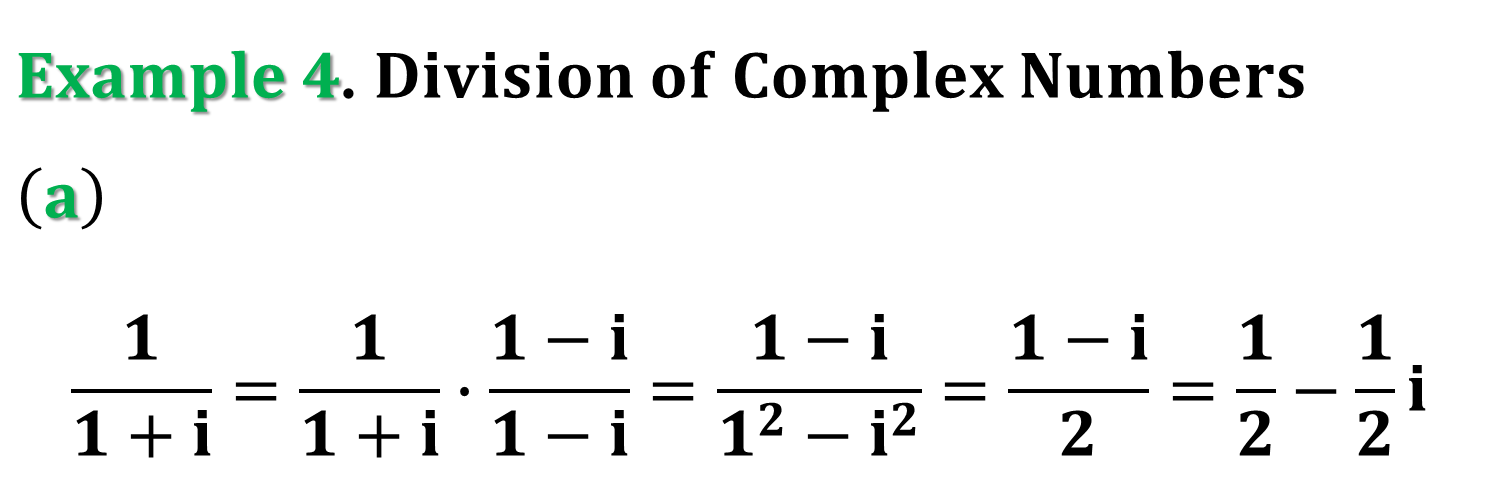 Example 4. Division of Complex Numbers
(a)
1/(1 + i) = 1/(1 + i) · (1 − i)/(1 − i) = (1 − i)/(1² − i²) = (1 − i)/2 = 1/2 − 1/2 i